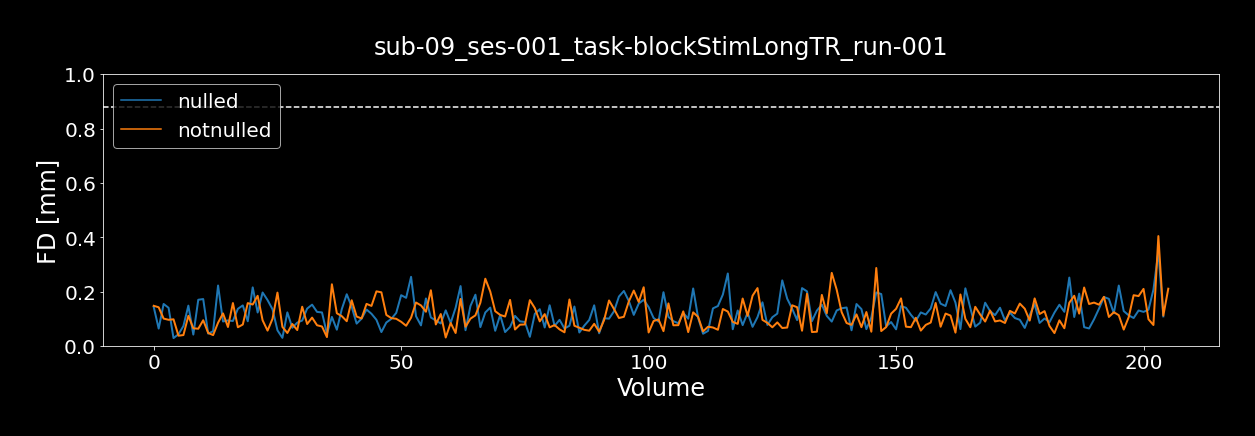 sub-09_ses-001_task-blockStimLongTR_run-001
1.0
0.8
0.6
0.4
0.2
0.0
FD [mm]
nulled
notnulled
0 50 100 150 200
Volume